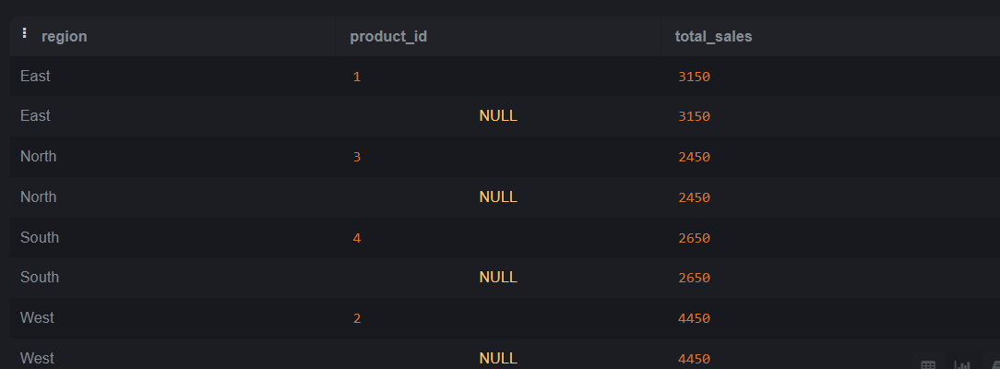 region product_id total_sales
East 1 3150
East NULL 3150
North 3 2450
North NULL 2450
South 4 2650
South NULL 2650
West 2 4450
West NULL 4450